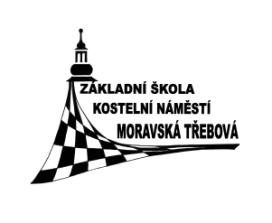 ZÁKLADNÍ ŠKOLA
KOSTELNÍ NÁMĚSTÍ
MORAVSKÁ TŘEBOVÁ